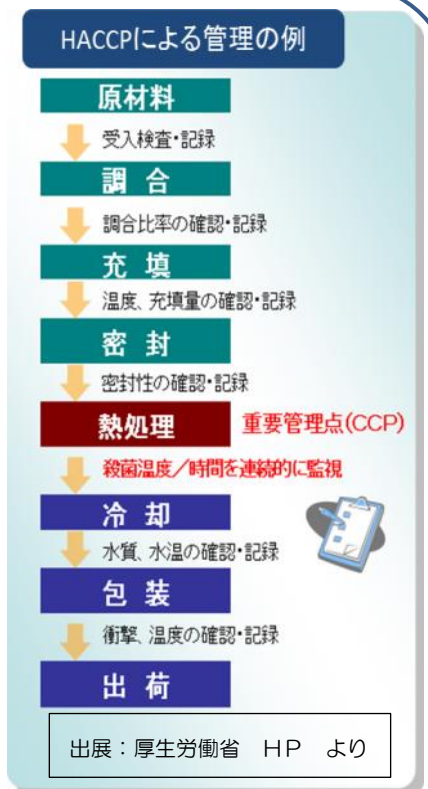 HACCPによる管理の例
原材料
受入検査・記録
調 合
調合比率の確認・記録
充 填
温度、充填量の確認・記録
密 封
密封性の確認・記録
熱処理 重要管理点(CCP)
殺菌温度／時間を連続的に監視
冷 却
水質、水温の確認・記録
包 装
衝撃、温度の確認・記録
出 荷
出展：厚生労働省　ＨＰ　より